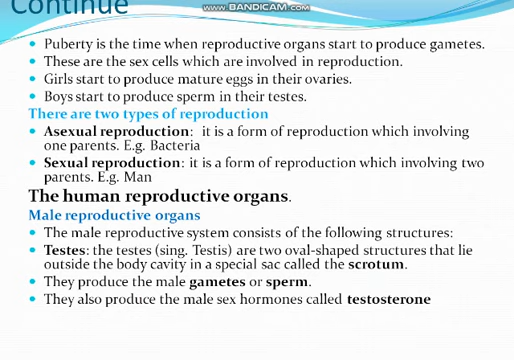 www.BANDICAM.com
Continue
Puberty is the time when reproductive organs start to produce gametes.
These are the sex cells which are involved in reproduction.
Girls start to produce mature eggs in their ovaries.
Boys start to produce sperm in their testes.
There are two types of reproduction
Asexual reproduction: it is a form of reproduction which involving
one parents. E.g. Bacteria
Sexual reproduction: it is a form of reproduction which involving two
parents. E.g. Man
The human reproductive organs.
Male reproductive organs
The male reproductive system consists of the following structures:
Testes: the testes (sing. Testis) are two oval-shaped structures that lie
outside the body cavity in a special sac called the scrotum.
They produce the male gametes or sperm.
They also produce the male sex hormones called testosterone